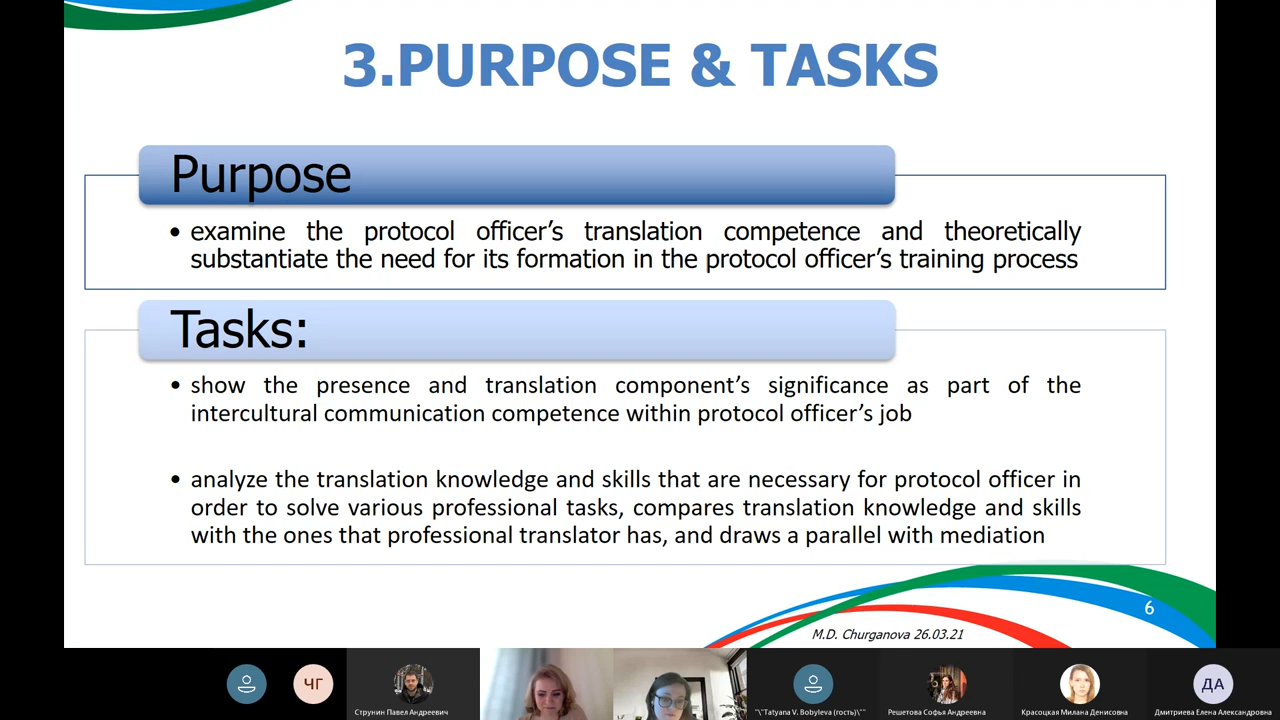 3.PURPOSE & TASKS
Purpose
• examine the protocol officer’s translation competence and theoretically
substantiate the need for its formation in the protocol officer’s training process
Tasks:
• show the presence and translation component’s significance as part of the
intercultural communication competence within protocol officer’s job
• analyze the translation knowledge and skills that are necessary for protocol officer in
order to solve various professional tasks, compares translation knowledge and skills
with the ones that professional translator has, and draws a parallel with mediation
6
M.D. Churganova 26.03.21
ЧГ
ДА
Струнин Павел Андреевич
"\"Tatyana V. Bobyleva (гость)\""
Решетова Софья Андреевна
Красоцкая Милана Денисовна
Дмитриева Елена Александровна